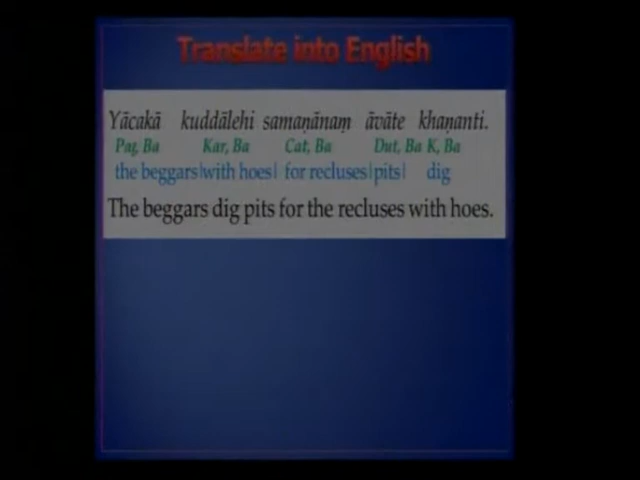 Translate into English
Yācakā kuddālehi samaṇānaṃ āvāte khaṇanti.
Paṭ, Ba Kar, Ba Cat, Ba Dut, Ba K, Ba
the beggars|with hoes| for recluses|pits| dig
The beggars dig pits for the recluses with hoes.